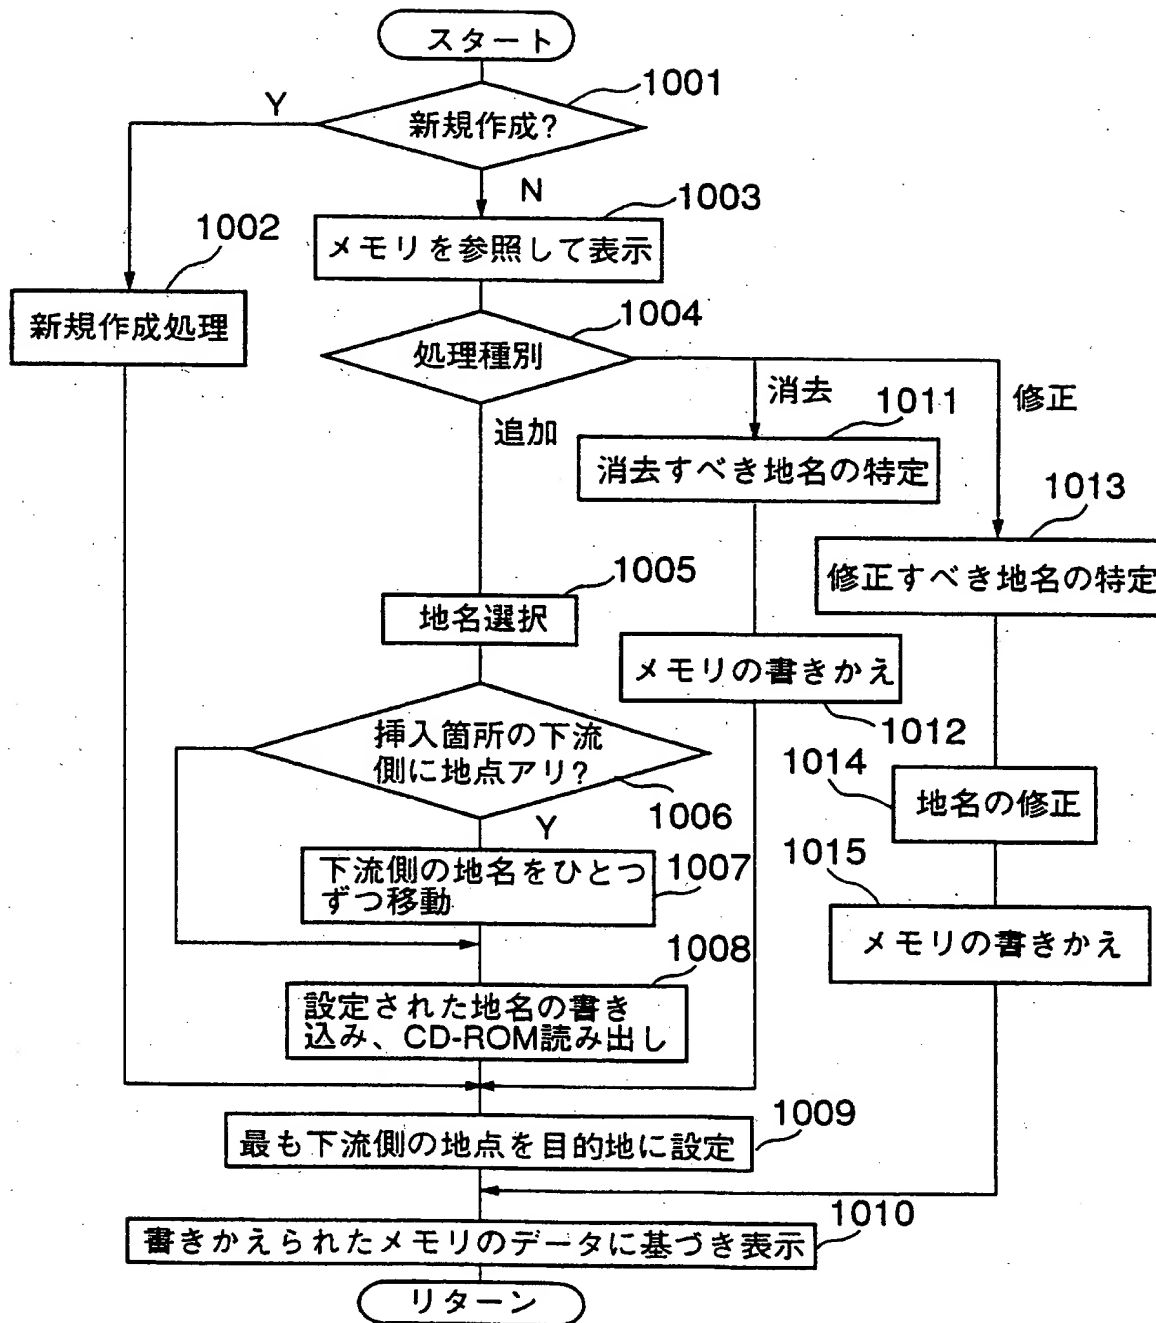 スタート
1001
Y
新規作成?
N
1003
1002
メモリを参照して表示
新規作成処理
1004
処理種別
消去
修正
1011
追加
消去すべき地名の特定
1013
1005
修正すべき地名の特定
地名選択
メモリの書きかえ
1012
挿入箇所の下流
側に地点アリ?
1014
1006
地名の修正
Y
1015
下流側の地名をひとつ
ずつ移動
1007
メモリの書きかえ
1008
設定された地名の書き
込み、CD-ROM読み出し
1009
最も下流側の地点を目的地に設定
1010
書きかえられたメモリのデータに基づき表示
リターン